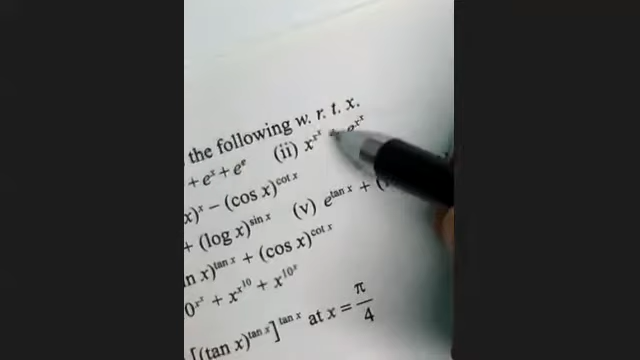 the following w. r. t. x.
+ e^x + e^e (ii) x^{x^x} + e^{x^x}
x)^x − (cos x)^{cot x}
+ (log x)^{sin x} (v) e^{tan x} + (
n x)^{tan x} + (cos x)^{cot x}
0^{x^x} + x^{x^{10}} + x^{10^x}
[(tan x)^{tan x}]^{tan x} at x = π/4